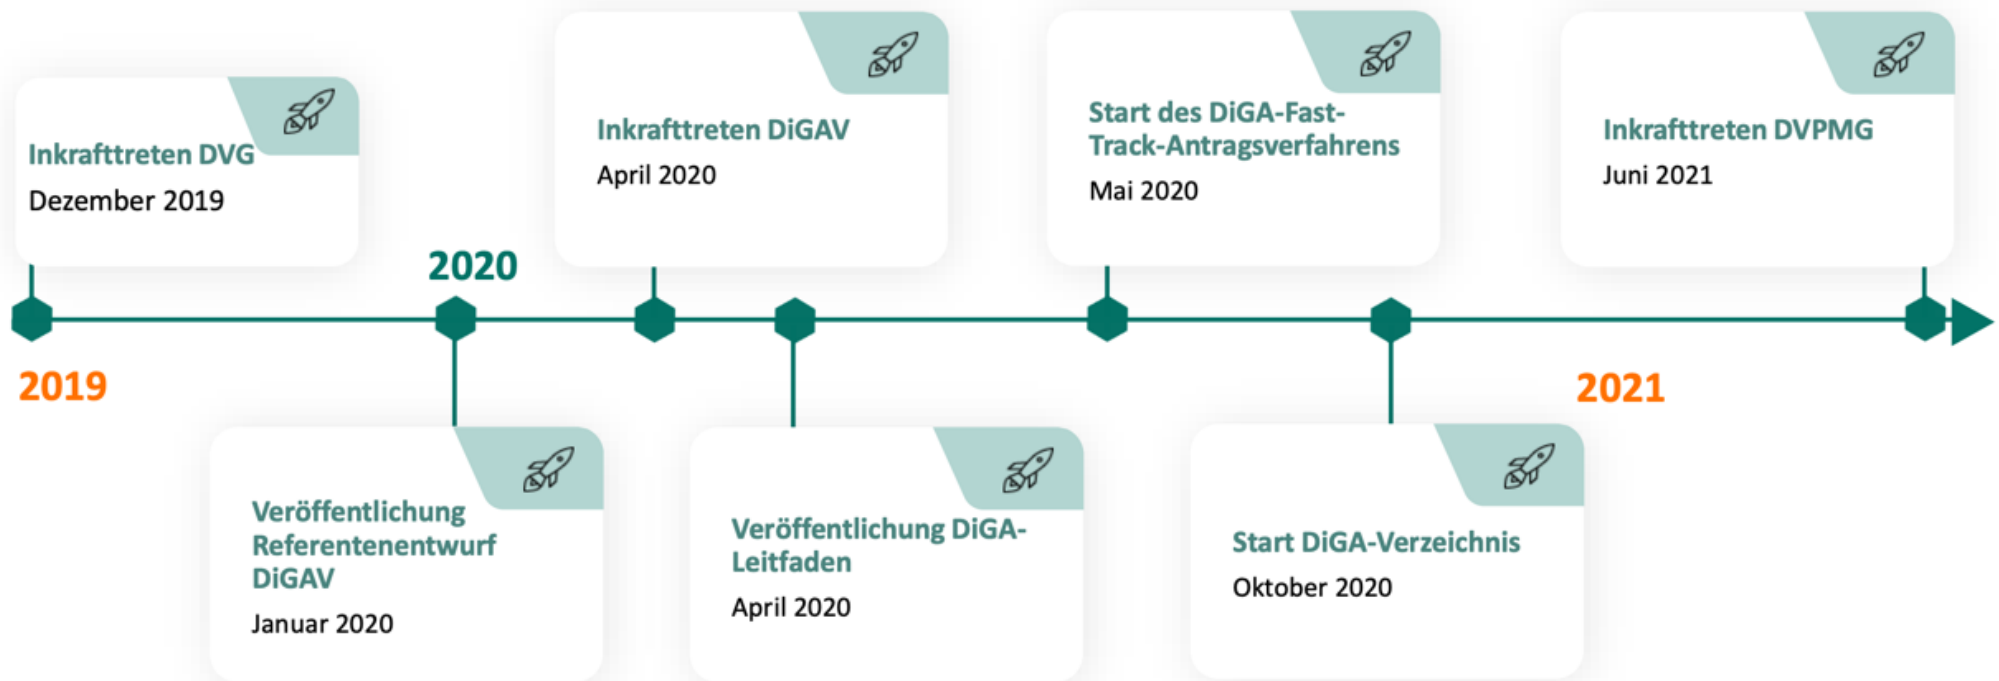 Inkrafttreten DVG
Dezember 2019
2019
2020
Veröffentlichung
Referentenentwurf
DiGAV
Januar 2020
Inkrafttreten DiGAV
April 2020
Veröffentlichung DiGA-
Leitfaden
April 2020
Start des DiGA-Fast-
Track-Antragsverfahrens
Mai 2020
Start DiGA-Verzeichnis
Oktober 2020
2021
Inkrafttreten DVPMG
Juni 2021